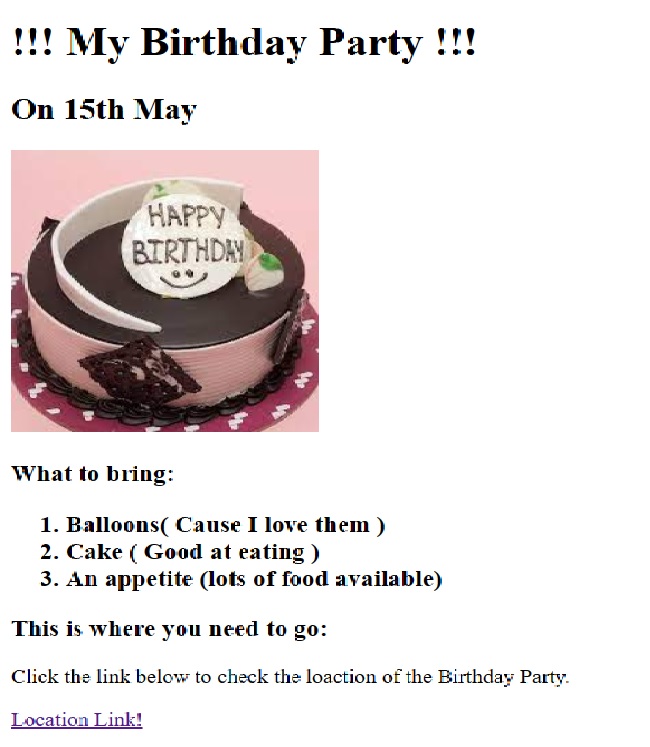 !!! My Birthday Party !!!
On 15th May
HAPPY
BIRTHDAY
What to bring:
1. Balloons( Cause I love them )
2. Cake ( Good at eating )
3. An appetite (lots of food available)
This is where you need to go:
Click the link below to check the loaction of the Birthday Party.
Location Link!